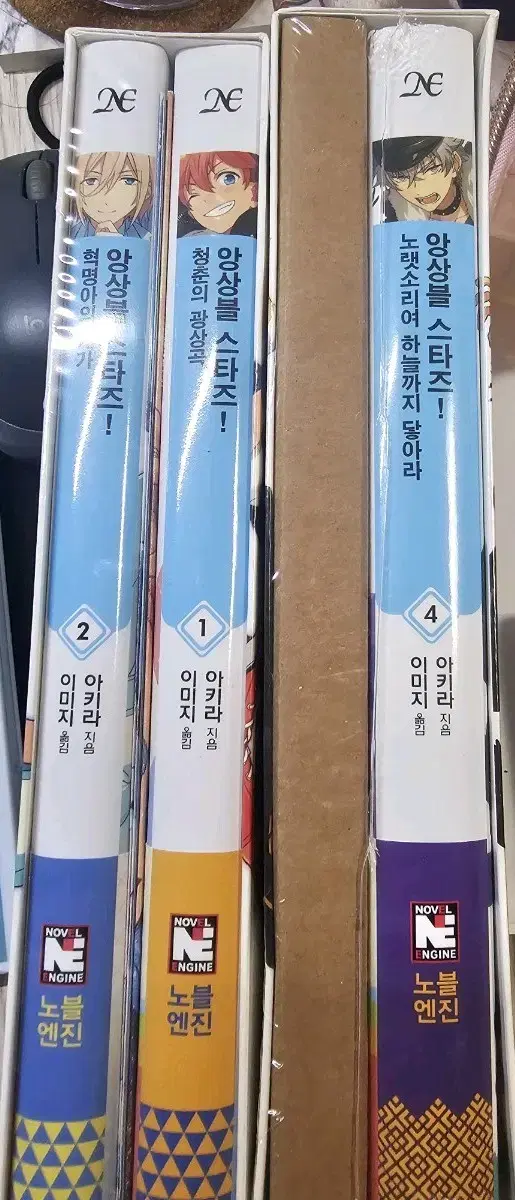 NE
앙상블 스타즈!
혁명아의 가
2
아키라 지음
이미지 옮김
NOVEL
NE
ENGINE
노블
엔진
NE
앙상블 스타즈!
청춘의 광상곡
1
아키라 지음
이미지 옮김
NOVEL
NE
ENGINE
노블
엔진
NE
앙상블 스타즈!
노랫소리여 하늘까지 닿아라
4
아키라 지음
이미지 옮김
NOVEL
NE
ENGINE
노블
엔진